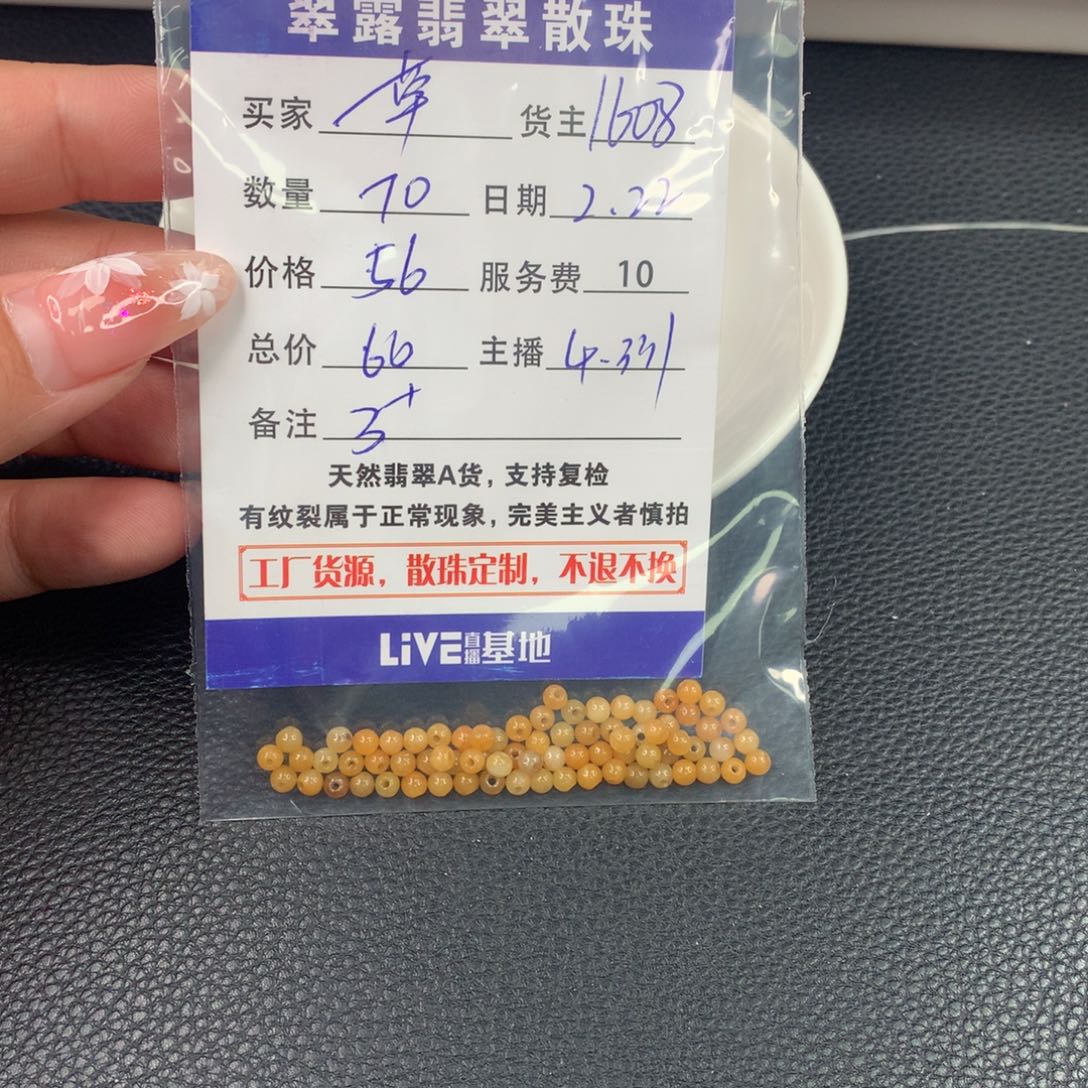 翠露翡翠散珠
买家 草 货主 1608
数量 70 日期 2.22
价格 56 服务费 10
总价 66 主播
备注 3+
天然翡翠A货，支持复检
有纹裂属于正常现象，完美主义者慎拍
工厂货源，散珠定制，不退不换
LiVE直播基地